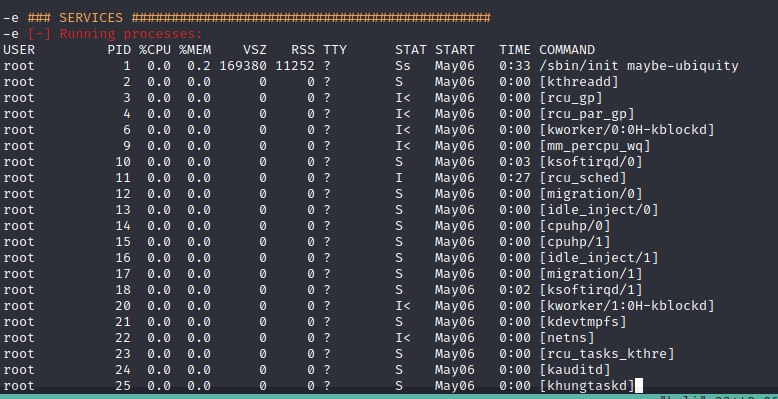 -e ### SERVICES #############################################
-e [-] Running processes:
USER         PID %CPU %MEM    VSZ   RSS TTY      STAT START   TIME COMMAND
root           1  0.0  0.2 169380 11252 ?        Ss   May06   0:33 /sbin/init maybe-ubiquity
root           2  0.0  0.0      0     0 ?        S    May06   0:00 [kthreadd]
root           3  0.0  0.0      0     0 ?        I<   May06   0:00 [rcu_gp]
root           4  0.0  0.0      0     0 ?        I<   May06   0:00 [rcu_par_gp]
root           6  0.0  0.0      0     0 ?        I<   May06   0:00 [kworker/0:0H-kblockd]
root           9  0.0  0.0      0     0 ?        I<   May06   0:00 [mm_percpu_wq]
root          10  0.0  0.0      0     0 ?        S    May06   0:03 [ksoftirqd/0]
root          11  0.0  0.0      0     0 ?        I    May06   0:27 [rcu_sched]
root          12  0.0  0.0      0     0 ?        S    May06   0:00 [migration/0]
root          13  0.0  0.0      0     0 ?        S    May06   0:00 [idle_inject/0]
root          14  0.0  0.0      0     0 ?        S    May06   0:00 [cpuhp/0]
root          15  0.0  0.0      0     0 ?        S    May06   0:00 [cpuhp/1]
root          16  0.0  0.0      0     0 ?        S    May06   0:00 [idle_inject/1]
root          17  0.0  0.0      0     0 ?        S    May06   0:00 [migration/1]
root          18  0.0  0.0      0     0 ?        S    May06   0:02 [ksoftirqd/1]
root          20  0.0  0.0      0     0 ?        I<   May06   0:00 [kworker/1:0H-kblockd]
root          21  0.0  0.0      0     0 ?        S    May06   0:00 [kdevtmpfs]
root          22  0.0  0.0      0     0 ?        I<   May06   0:00 [netns]
root          23  0.0  0.0      0     0 ?        S    May06   0:00 [rcu_tasks_kthre]
root          24  0.0  0.0      0     0 ?        S    May06   0:00 [kauditd]
root          25  0.0  0.0      0     0 ?        S    May06   0:00 [khungtaskd]